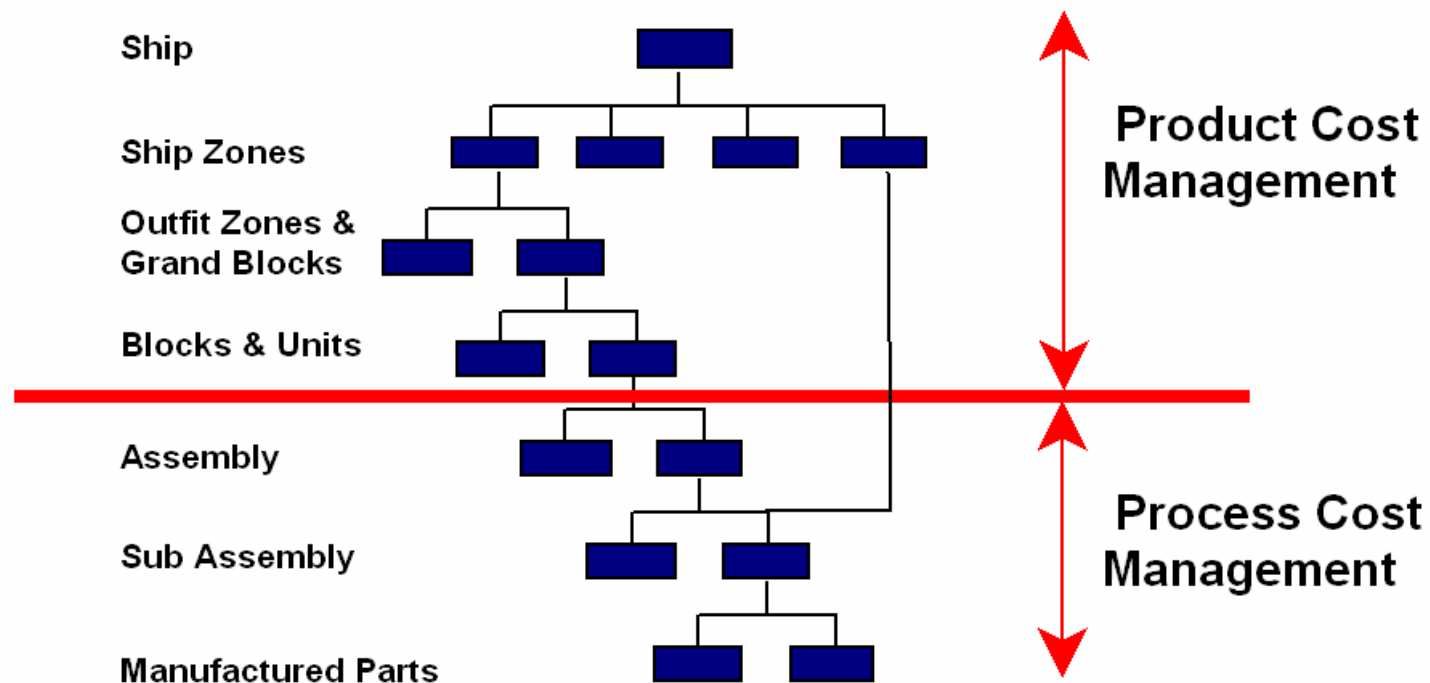 Ship
Product Cost
Management
Ship Zones
Outfit Zones &
Grand Blocks
Blocks & Units
Assembly
Process Cost
Management
Sub Assembly
Manufactured Parts